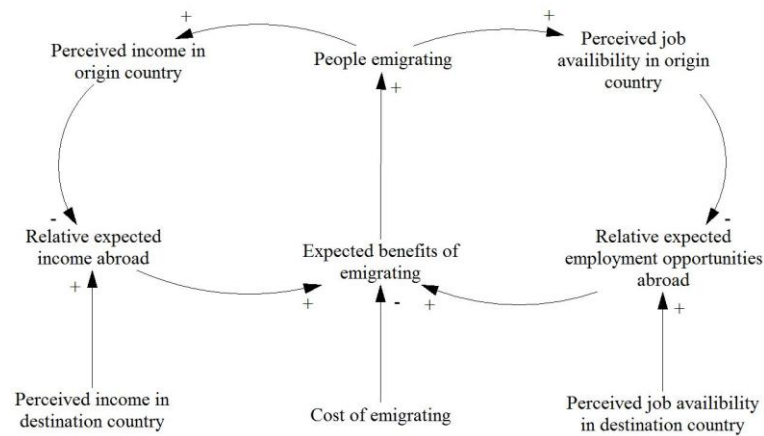 +
+
Perceived income in
origin country
People emigrating
Perceived job
availibility in origin
country
+
-
-
Relative expected
income abroad
Expected benefits of
emigrating
Relative expected
employment opportunities
abroad
+
+
-
+
+
Perceived income in
destination country
Cost of emigrating
Perceived job availibility
in destination country